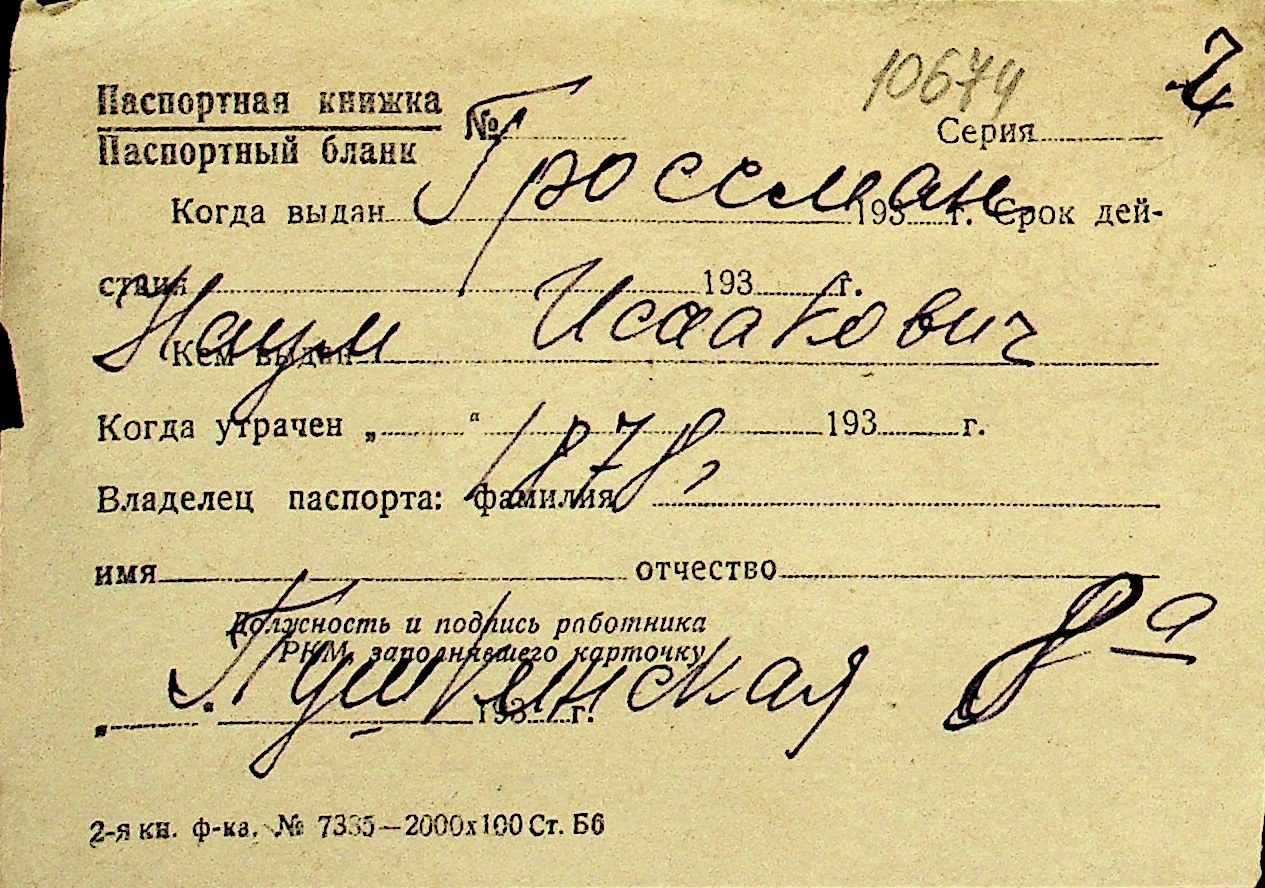 10674
Паспортная книжка
Паспортный бланк
№ Серия
Гроссман
Когда выдан 193 г. Срок дей-
ствия 193 г.
Наум Исаакович
Кем выдан
Когда утрачен „ “ 193 г.
1878,
Владелец паспорта: фамилия
имя отчество
Должность и подпись работника
РКМ, заполнявшего карточку
Пушкинская 8-а
„ “ 193 г.
2-я кн. ф-ка. № 7335—2000х100 Ст. Б6